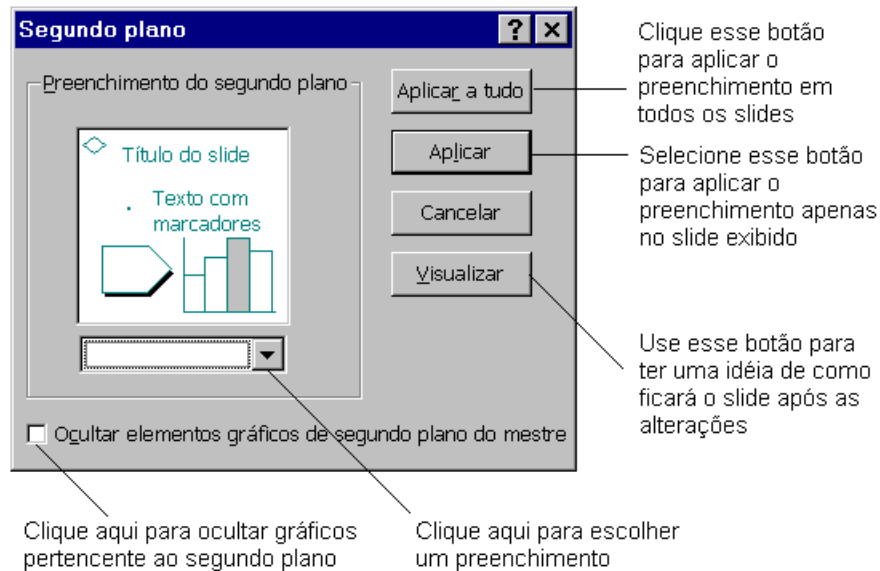 Segundo plano
Preenchimento do segundo plano
Título do slide
Texto com
marcadores
Ocultar elementos gráficos de segundo plano do mestre
Aplicar a tudo
Aplicar
Cancelar
Visualizar
Clique esse botão
para aplicar o
preenchimento em
todos os slides
Selecione esse botão
para aplicar o
preenchimento apenas
no slide exibido
Use esse botão para
ter uma idéia de como
ficará o slide após as
alterações
Clique aqui para ocultar gráficos
pertencente ao segundo plano
Clique aqui para escolher
um preenchimento